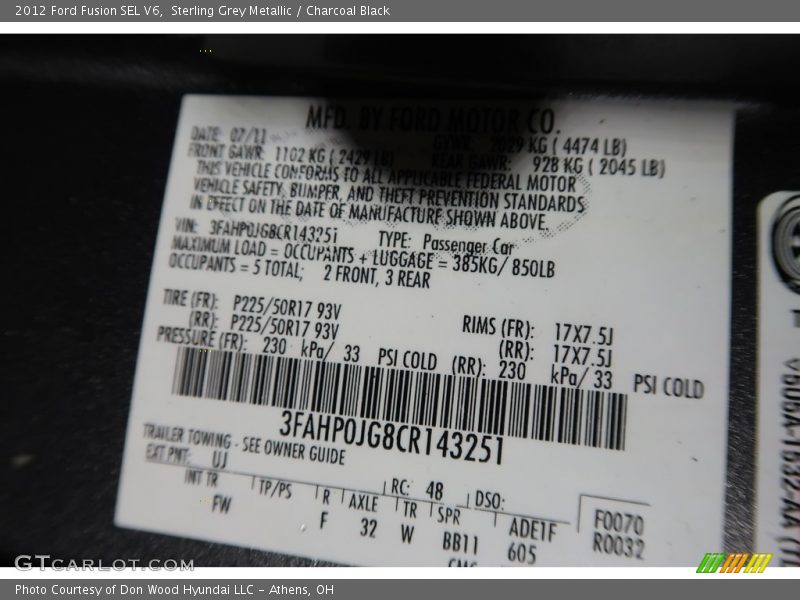 2012 Ford Fusion SEL V6, Sterling Grey Metallic / Charcoal Black
MFD. BY FORD MOTOR CO.
DATE: 07/11 GVWR: 2029 KG ( 4474 LB)
FRONT GAWR: 1102 KG ( 2429 LB) REAR GAWR: 928 KG ( 2045 LB)
THIS VEHICLE CONFORMS TO ALL APPLICABLE FEDERAL MOTOR
VEHICLE SAFETY, BUMPER, AND THEFT PREVENTION STANDARDS
IN EFFECT ON THE DATE OF MANUFACTURE SHOWN ABOVE.
VIN: 3FAHP0JG8CR143251 TYPE: Passenger Car
MAXIMUM LOAD = OCCUPANTS + LUGGAGE = 385KG/ 850LB
OCCUPANTS = 5 TOTAL; 2 FRONT, 3 REAR
TIRE (FR): P225/50R17 93V RIMS (FR): 17X7.5J
(RR): P225/50R17 93V (RR): 17X7.5J
PRESSURE (FR): 230 kPa/ 33 PSI COLD (RR): 230 kPa/ 33 PSI COLD
3FAHP0JG8CR143251
TRAILER TOWING - SEE OWNER GUIDE
EXT PNT: UJ RC: 48 DSO:
INT TR TP/PS R AXLE TR SPR ADE1F F0070
FW F 32 W BB11 605 R0032
GTCarLot.com
Photo Courtesy of Don Wood Hyundai LLC - Athens, OH